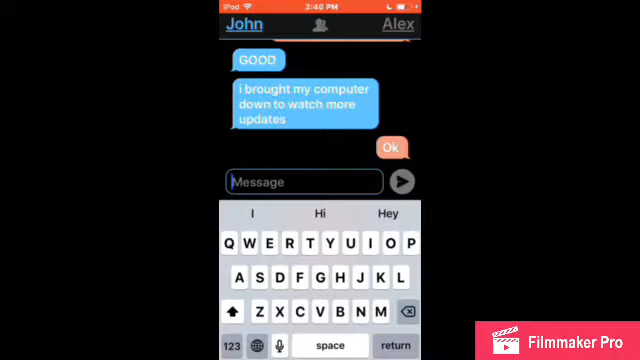 iPod 2:40 PM
John Alex
GOOD
i brought my computer
down to watch more
updates
Ok
Message
I Hi Hey
Q W E R T Y U I O P
A S D F G H J K L
Z X C V B N M
123 space return
Filmmaker Pro